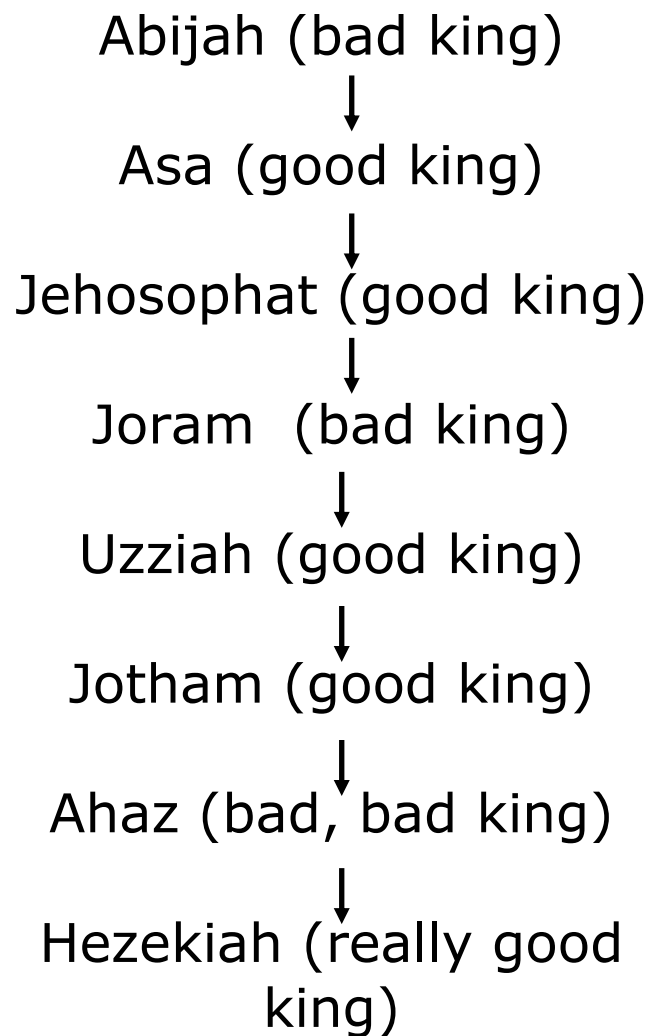 Abijah (bad king)
Asa (good king)
Jehosophat (good king)
Joram  (bad king)
Uzziah (good king)
Jotham (good king)
Ahaz (bad, bad king)
Hezekiah (really good
king)